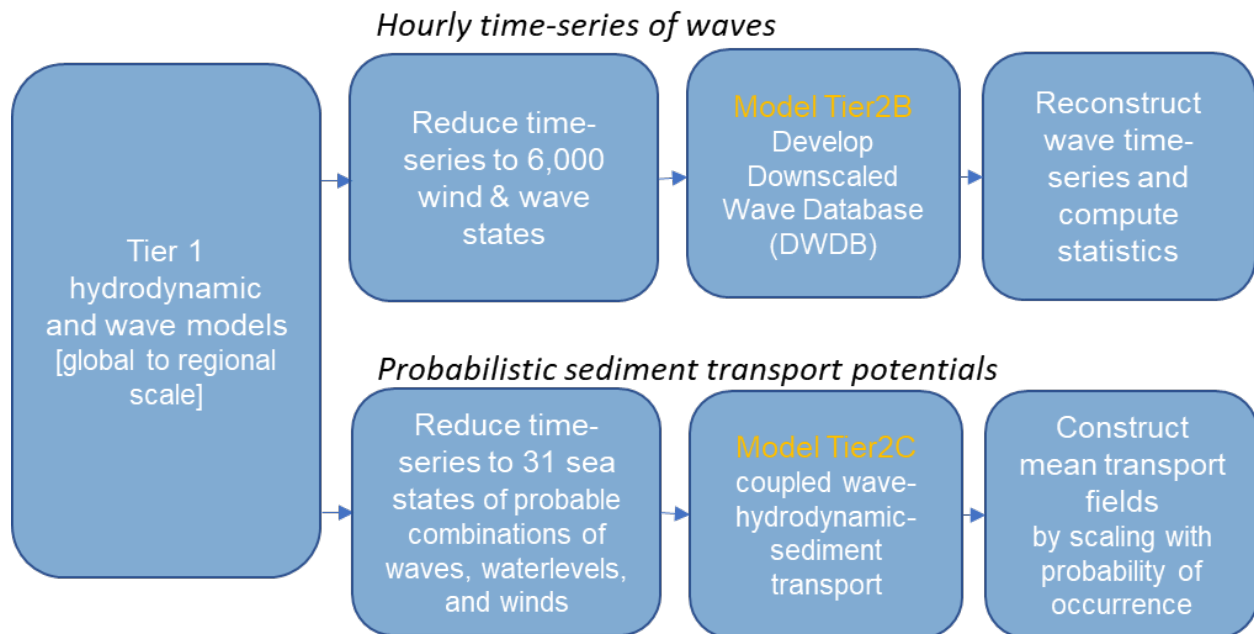 Hourly time-series of waves
Tier 1
hydrodynamic
and wave models
[global to regional
scale]
Reduce time-
series to 6,000
wind & wave
states
Model Tier2B
Develop
Downscaled
Wave Database
(DWDB)
Reconstruct
wave time-
series and
compute
statistics
Probabilistic sediment transport potentials
Reduce time-
series to 31 sea
states of probable
combinations of
waves, waterlevels,
and winds
Model Tier2C
coupled wave-
hydrodynamic-
sediment
transport
Construct
mean transport
fields
by scaling with
probability of
occurrence